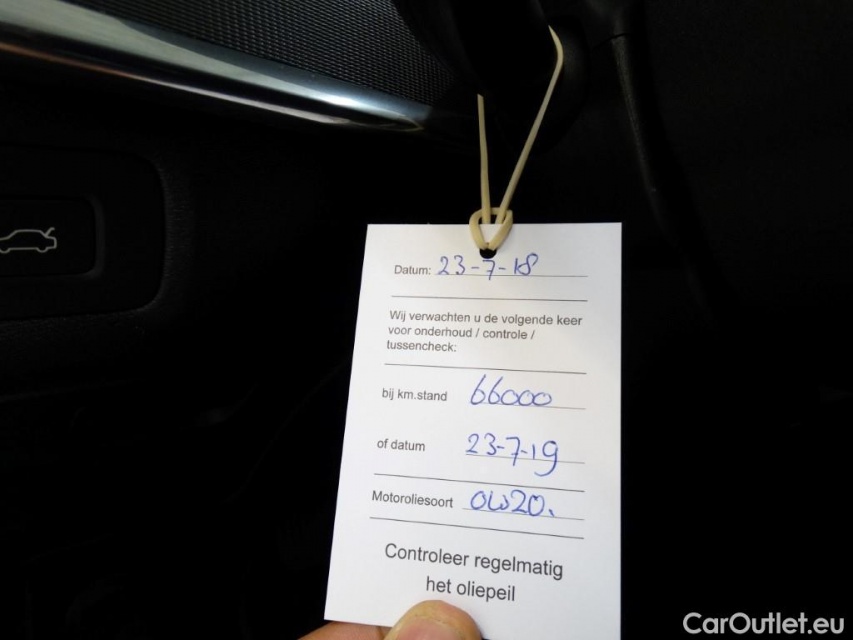 Datum: 23-7-18
Wij verwachten u de volgende keer
voor onderhoud / controle /
tussencheck:
bij km.stand 66000
of datum 23-7-19
Motoroliesoort 0W20.
Controleer regelmatig
het oliepeil
CarOutlet.eu